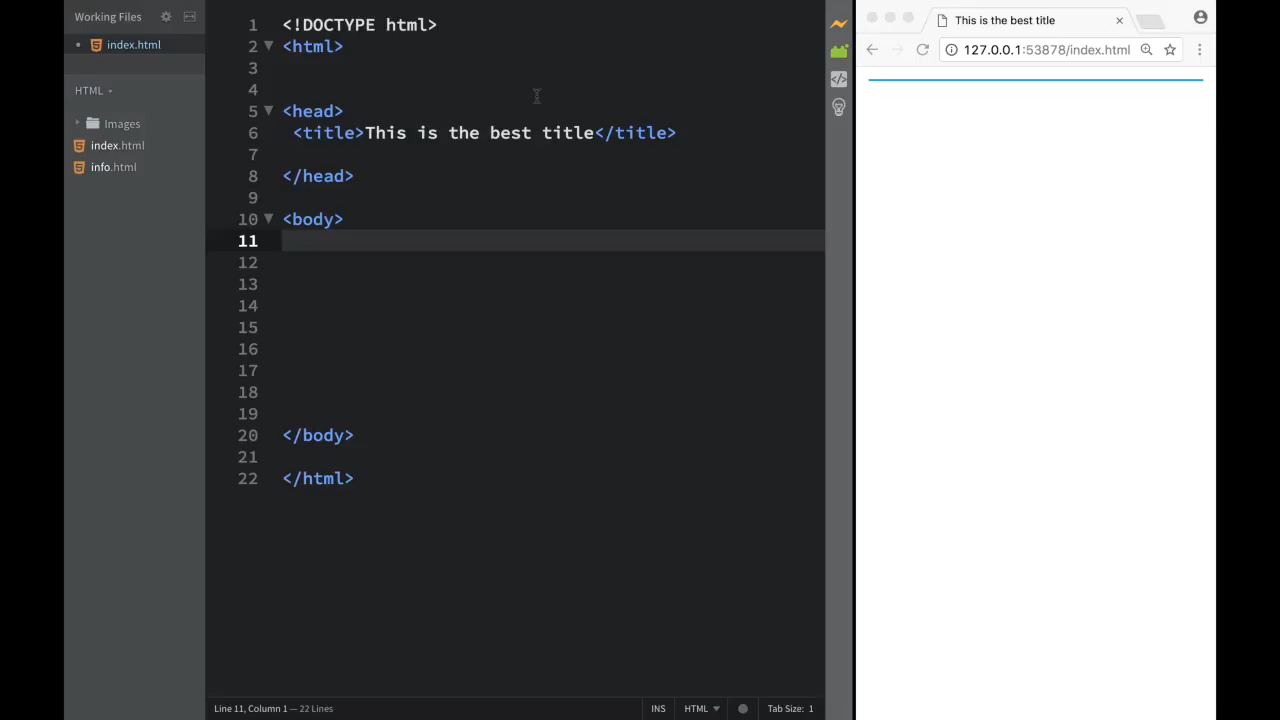 Working Files
index.html
HTML
Images
index.html
info.html
1 <!DOCTYPE html>
2 <html>
3
4
5 <head>
6 <title>This is the best title</title>
7
8 </head>
9
10 <body>
11
12
13
14
15
16
17
18
19
20 </body>
21
22 </html>
Line 11, Column 1 — 22 Lines
INS
HTML
Tab Size: 1
This is the best title
127.0.0.1:53878/index.html